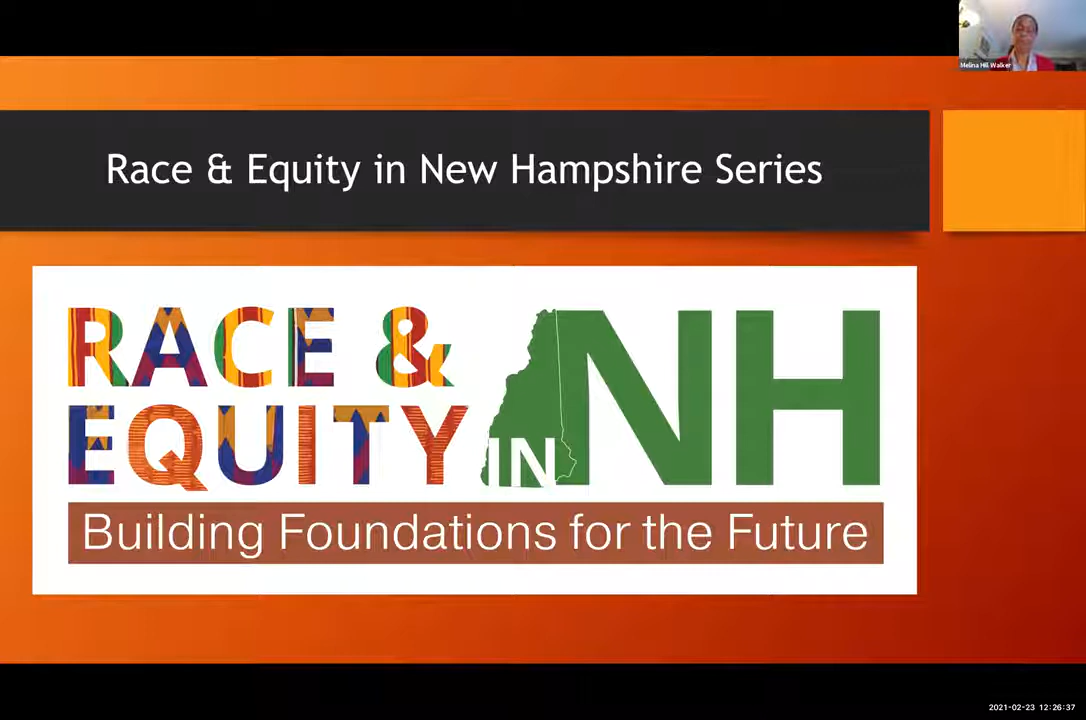 Melina Hill Walker
Race & Equity in New Hampshire Series
RACE &
EQUITY IN NH
Building Foundations for the Future
2021-02-23 12:26:37